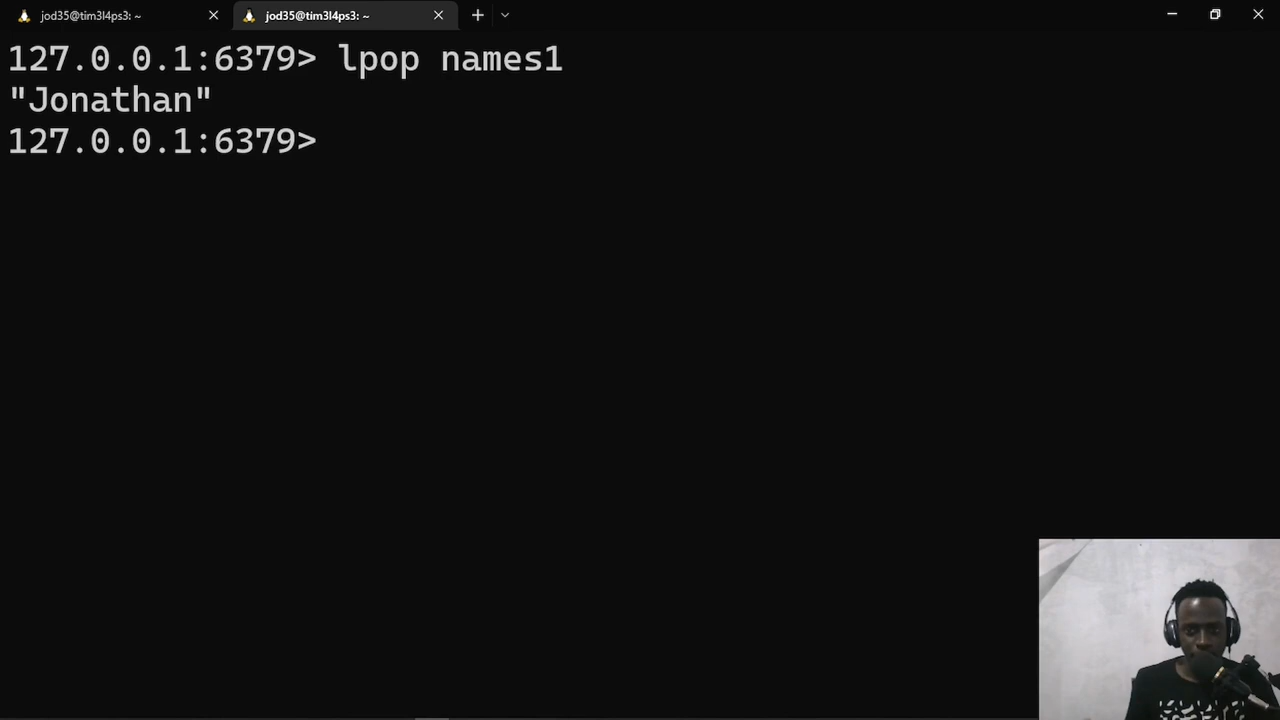 jod35@tim3l4ps3: ~
jod35@tim3l4ps3: ~
127.0.0.1:6379> lpop names1
"Jonathan"
127.0.0.1:6379>